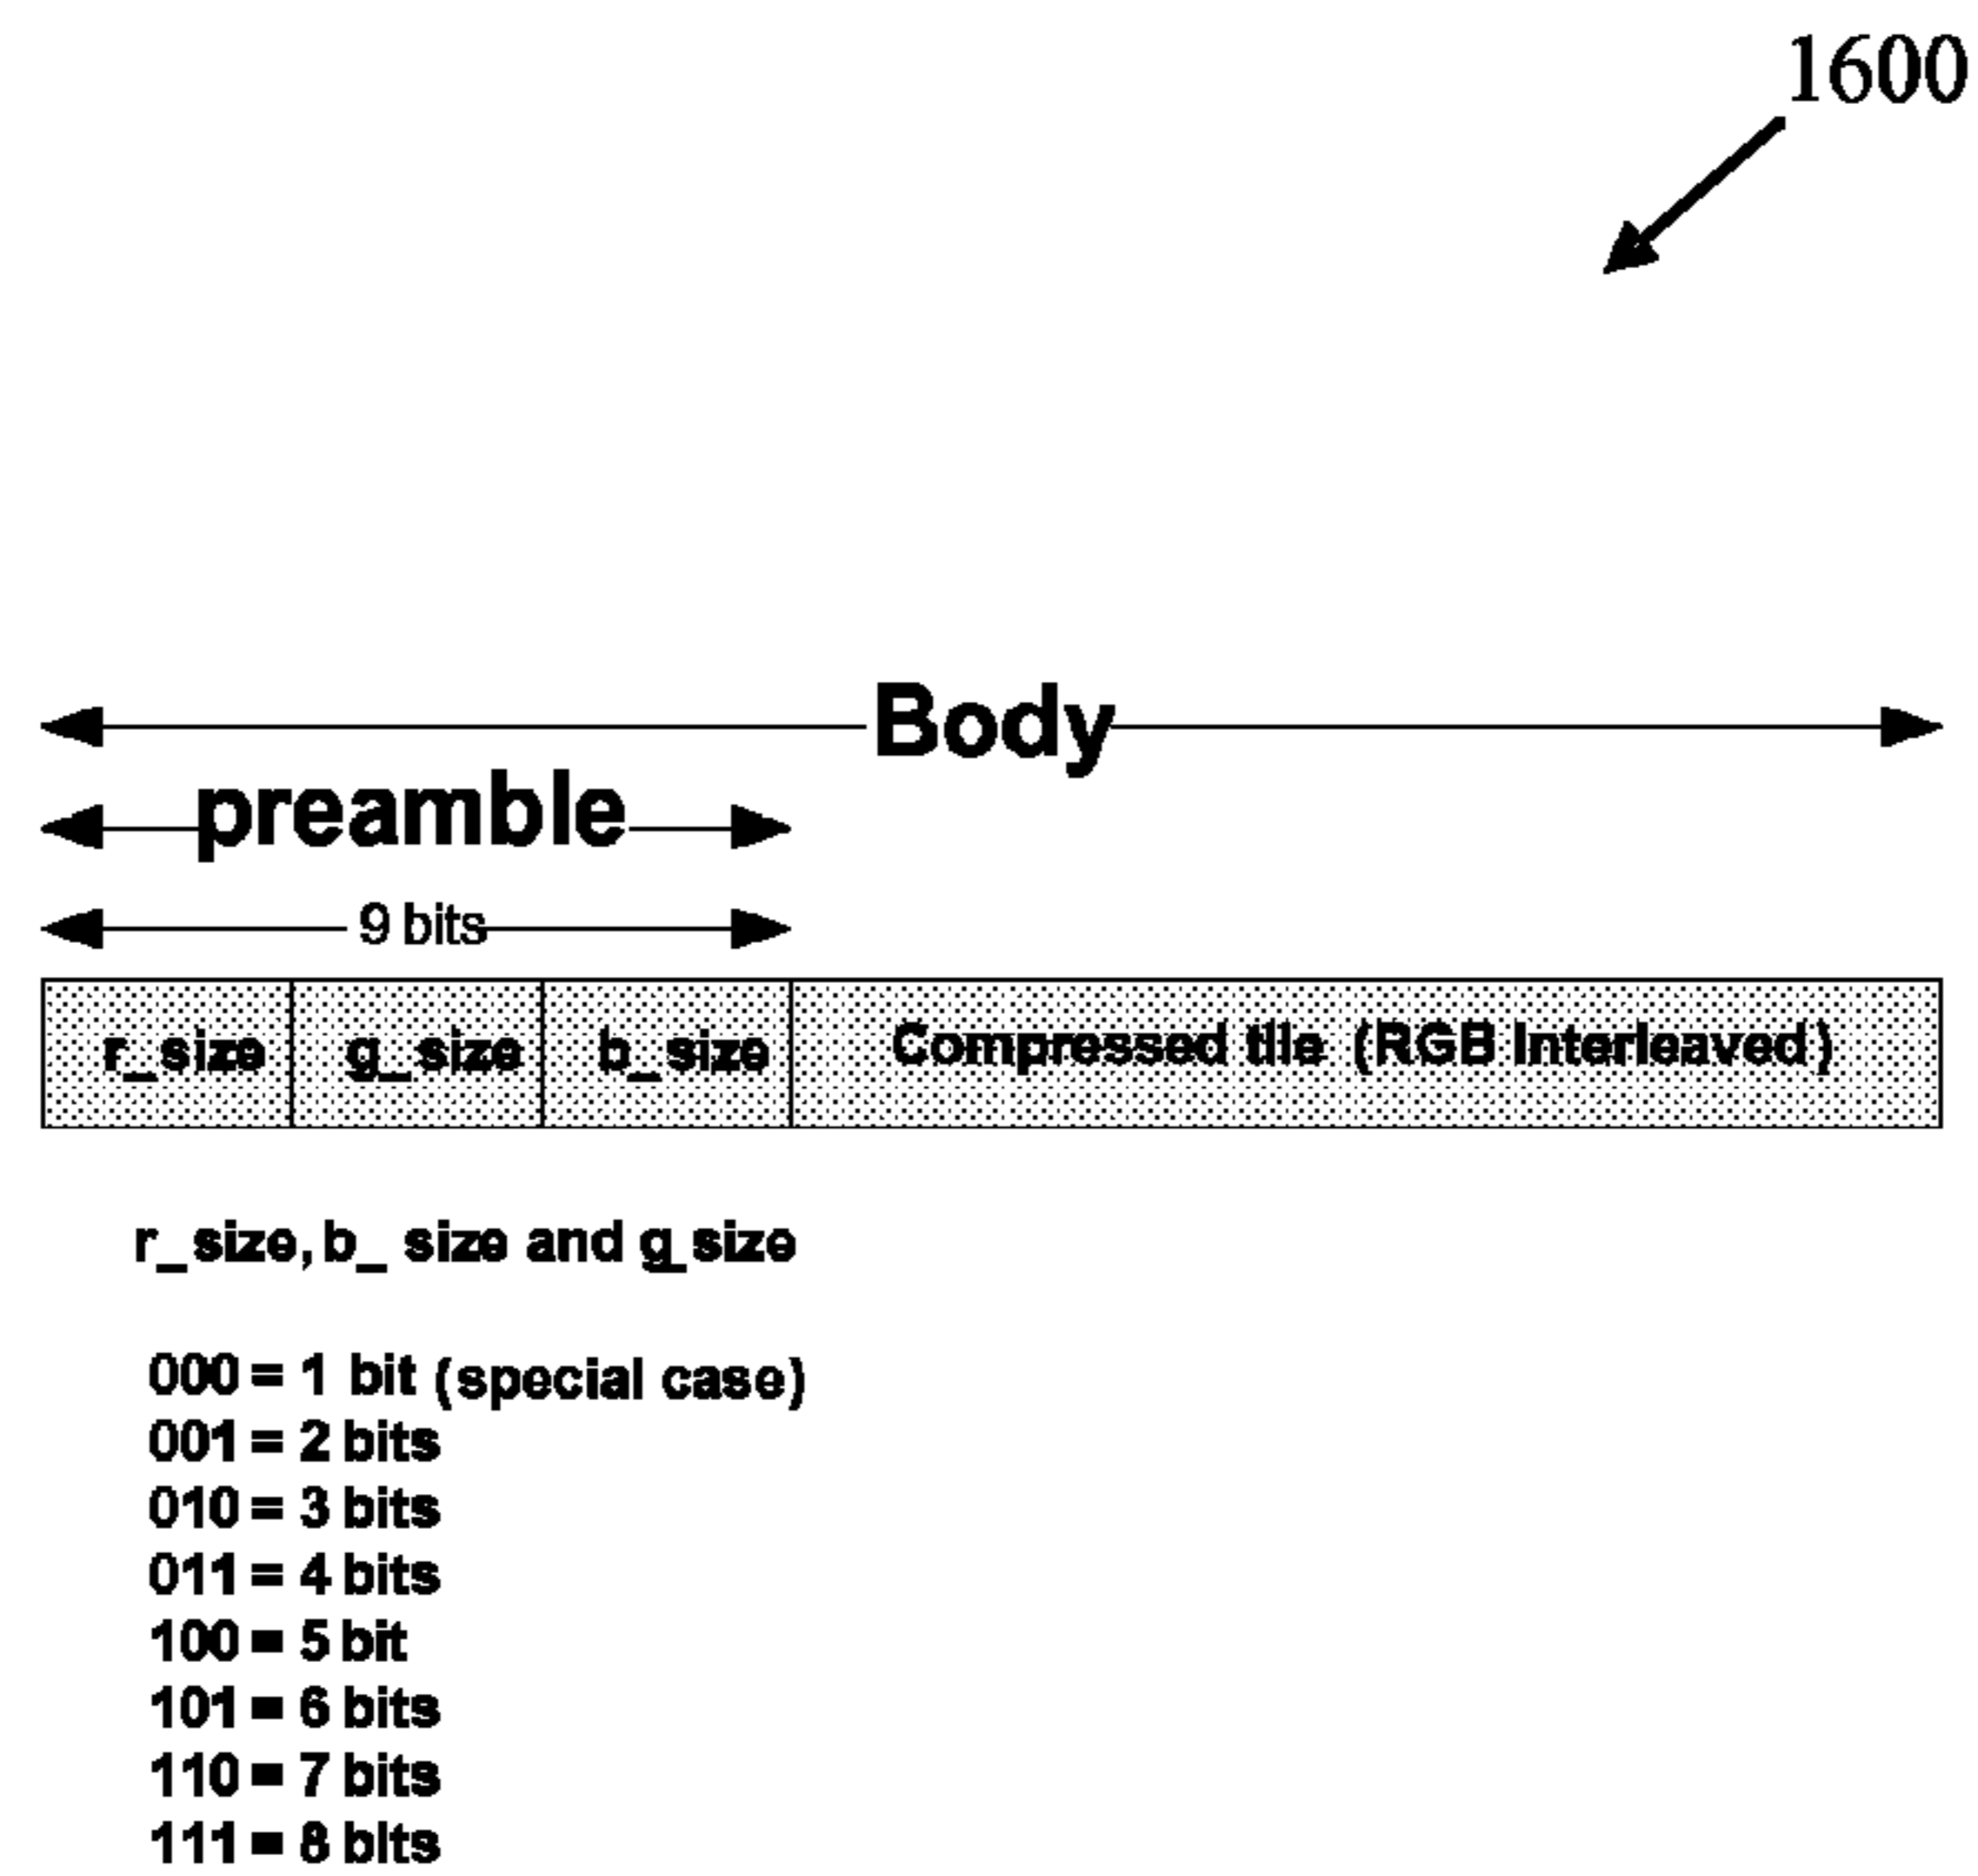 1600
Body
preamble
9 bits
r_size g_size b_size Compressed tile (RGB Interleaved)
r_size, b_ size and g_size
000 = 1 bit (special case)
001 = 2 bits
010 = 3 bits
011 = 4 bits
100 = 5 bit
101 = 6 bits
110 = 7 bits
111 = 8 bits